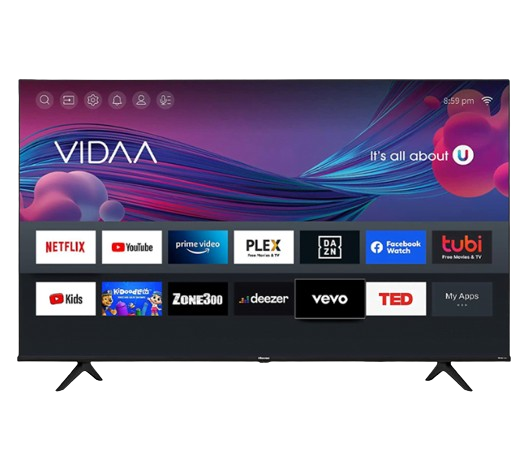 8:59 pm
VIDAA
It's all about U
NETFLIX
YouTube
prime video
PLEX
Free Movies & TV
DAZN
Facebook Watch
tubi
Free Movies & TV
Kids
Kidoodle.tv
ZONE300
deezer
vevo
TED
My Apps
Hisense